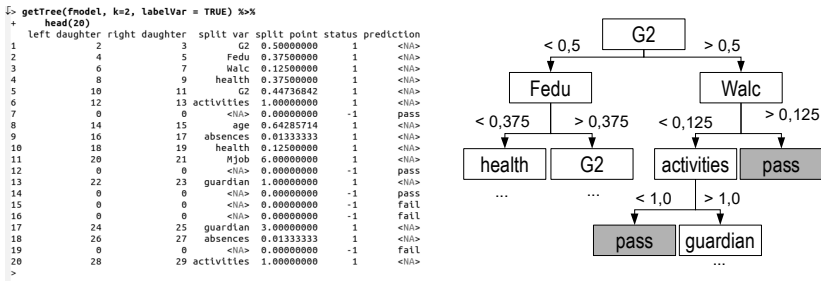 > getTree(fmodel, k=2, labelVar = TRUE) %>%
+ head(20)
left daughter right daughter split var split point status prediction
1 2 3 G2 0.50000000 1 <NA>
2 4 5 Fedu 0.37500000 1 <NA>
3 6 7 Walc 0.12500000 1 <NA>
4 8 9 health 0.37500000 1 <NA>
5 10 11 G2 0.44736842 1 <NA>
6 12 13 activities 1.00000000 1 <NA>
7 0 0 <NA> 0.00000000 -1 pass
8 14 15 age 0.64285714 1 <NA>
9 16 17 absences 0.01333333 1 <NA>
10 18 19 health 0.12500000 1 <NA>
11 20 21 Mjob 6.00000000 1 <NA>
12 0 0 <NA> 0.00000000 -1 pass
13 22 23 guardian 1.00000000 1 <NA>
14 0 0 <NA> 0.00000000 -1 pass
15 0 0 <NA> 0.00000000 -1 fail
16 0 0 <NA> 0.00000000 -1 fail
17 24 25 guardian 3.00000000 1 <NA>
18 26 27 absences 0.01333333 1 <NA>
19 0 0 <NA> 0.00000000 -1 fail
20 28 29 activities 1.00000000 1 <NA>
>
G2
< 0,5 > 0,5
Fedu Walc
< 0,375 > 0,375 < 0,125 > 0,125
health G2 activities pass
... ...
< 1,0 > 1,0
pass guardian
...